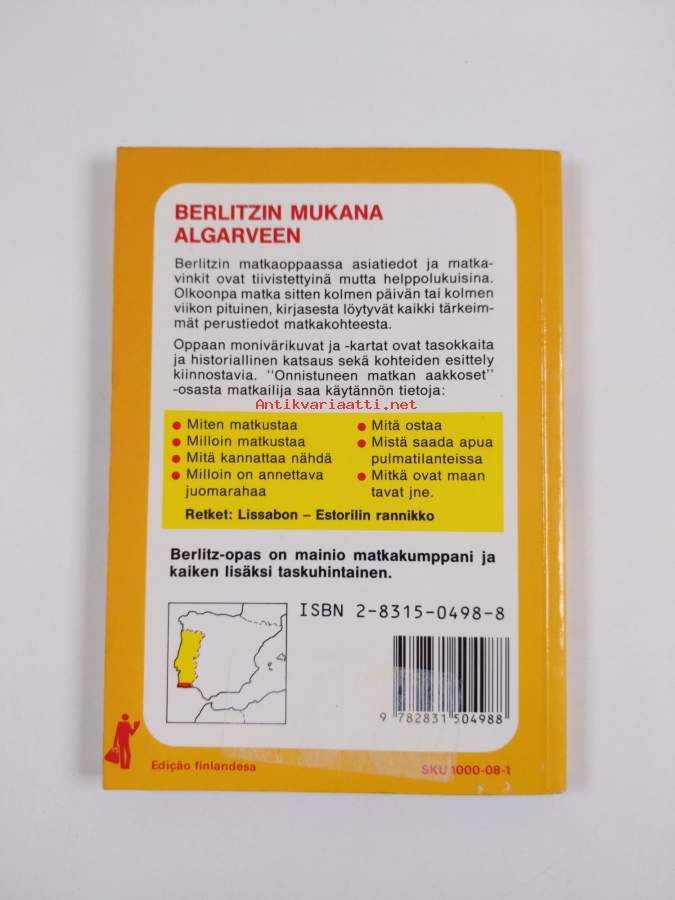 BERLITZIN MUKANA
ALGARVEEN
Berlitzin matkaoppaassa asiatiedot ja matka-
vinkit ovat tiivistettyinä mutta helppolukuisina.
Olkoonpa matka sitten kolmen päivän tai kolmen
viikon pituinen, kirjasesta löytyvät kaikki tärkeim-
mät perustiedot matkakohteesta.
Oppaan monivärikuvat ja -kartat ovat tasokkaita
ja historiallinen katsaus sekä kohteiden esittely
kiinnostavia. ''Onnistuneen matkan aakkoset''
-osasta matkailija saa käytännön tietoja:
Antikvariaatti.net
● Miten matkustaa
● Milloin matkustaa
● Mitä kannattaa nähdä
● Milloin on annettava
juomarahaa
● Mitä ostaa
● Mistä saada apua
pulmatilanteissa
● Mitkä ovat maan
tavat jne.
Retket: Lissabon – Estorilin rannikko
Berlitz-opas on mainio matkakumppani ja
kaiken lisäksi taskuhintainen.
ISBN 2-8315-0498-8
9 782831 504988
Edição finlandesa
SKU 1000-08-1